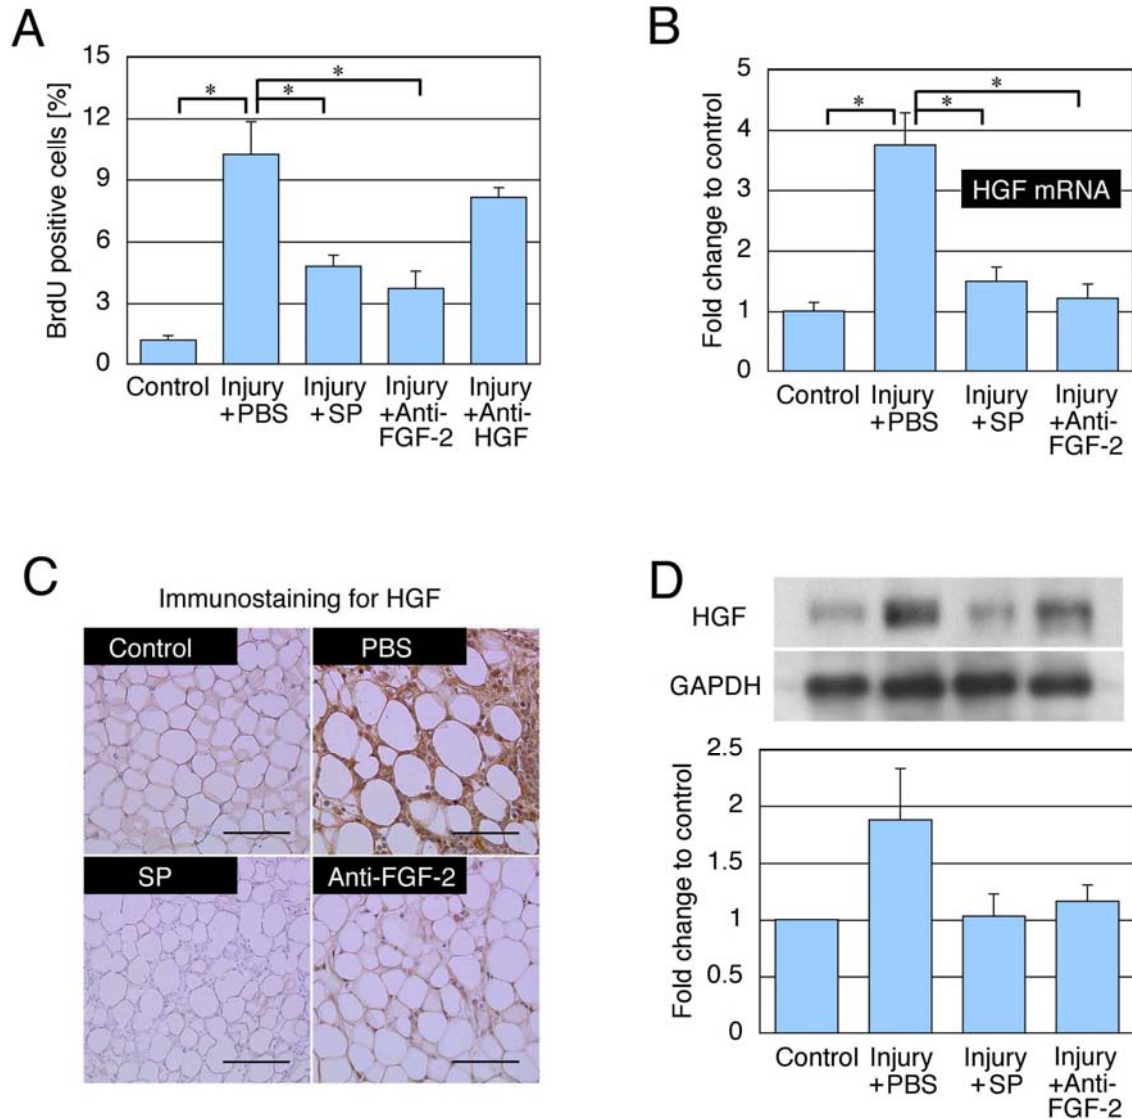 A
BrdU positive cells [%]
15
12
9
6
3
0
* * *
Control
Injury
+PBS
Injury
+SP
Injury
+Anti-
FGF-2
Injury
+Anti-
HGF
B
Fold change to control
5
4
3
2
1
0
* * *
HGF mRNA
Control
Injury
+PBS
Injury
+SP
Injury
+Anti-
FGF-2
C
Immunostaining for HGF
Control
PBS
SP
Anti-FGF-2
D
HGF
GAPDH
Fold change to control
2.5
2
1.5
1
0.5
0
Control
Injury
+PBS
Injury
+SP
Injury
+Anti-
FGF-2